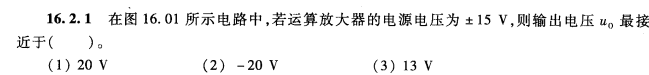 16.2.1 在图 16.01 所示电路中,若运算放大器的电源电压为 ±15 V,则输出电压 uₒ 最接
近于(  )。
(1) 20 V (2) -20 V (3) 13 V